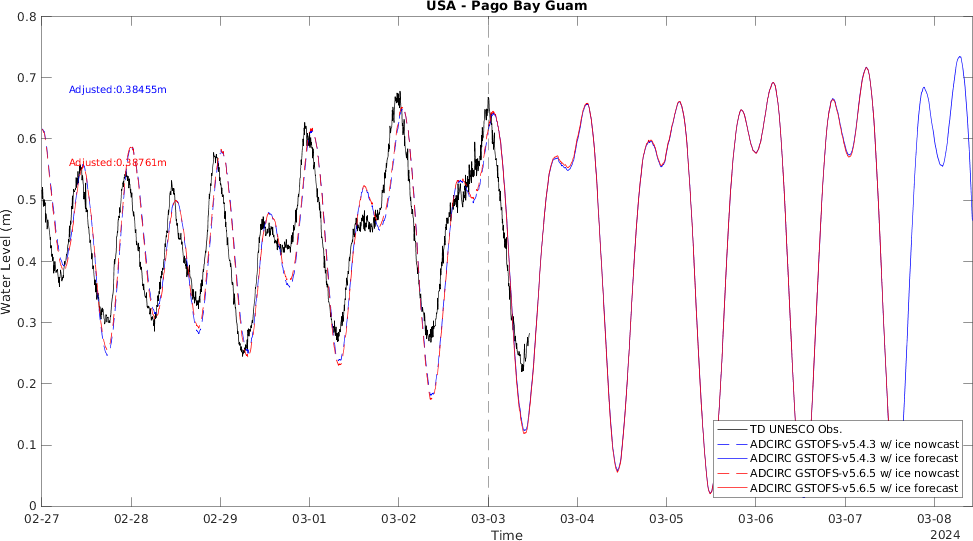 USA - Pago Bay Guam
0.8
0.7
0.6
0.5
0.4
0.3
0.2
0.1
0
Water Level (m)
Adjusted:0.38455m
Adjusted:0.38761m
TD UNESCO Obs.
ADCIRC GSTOFS-v5.4.3 w/ ice nowcast
ADCIRC GSTOFS-v5.4.3 w/ ice forecast
ADCIRC GSTOFS-v5.6.5 w/ ice nowcast
ADCIRC GSTOFS-v5.6.5 w/ ice forecast
02-27 02-28 02-29 03-01 03-02 03-03 03-04 03-05 03-06 03-07 03-08
Time
2024